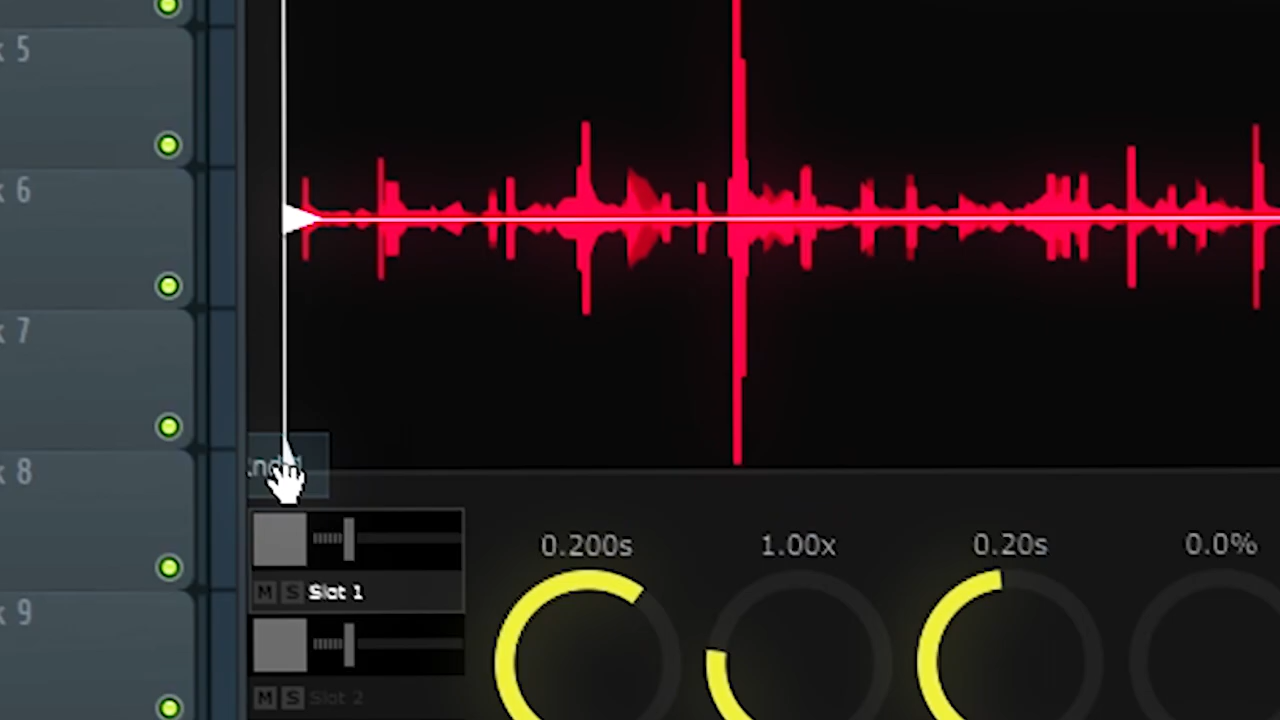 k 5
k 6
k 7
k 8
k 9
0.200s
1.00x
0.20s
0.0%
M S Slot 1
M S Slot 2